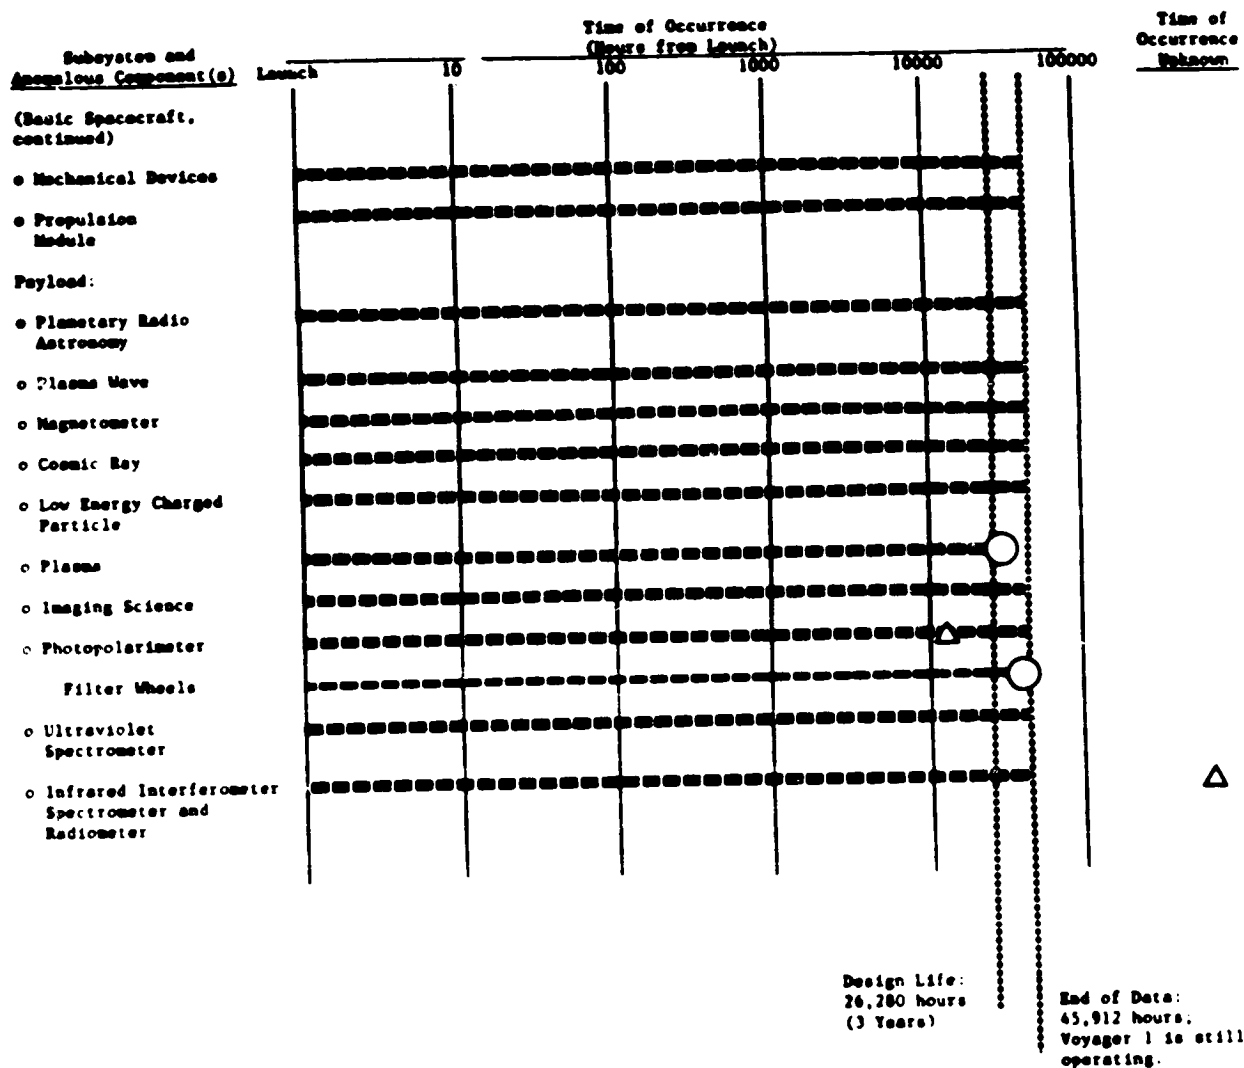 Time of Occurrence
(Hours from Launch)
Time of
Occurrence
Unknown
Subsystem and
Anomalous Component(s)
Launch 10 100 1000 10000 100000
(Basic Spacecraft,
continued)
• Mechanical Devices
• Propulsion
Module
Payload:
• Planetary Radio
Astronomy
o Plasma Wave
o Magnetometer
o Cosmic Ray
o Low Energy Charged
Particle
o Plasma
o Imaging Science
o Photopolarimeter
Filter Wheels
o Ultraviolet
Spectrometer
o Infrared Interferometer
Spectrometer and
Radiometer
Design Life:
26,280 hours
(3 Years)
End of Data:
45,912 hours;
Voyager 1 is still
operating.